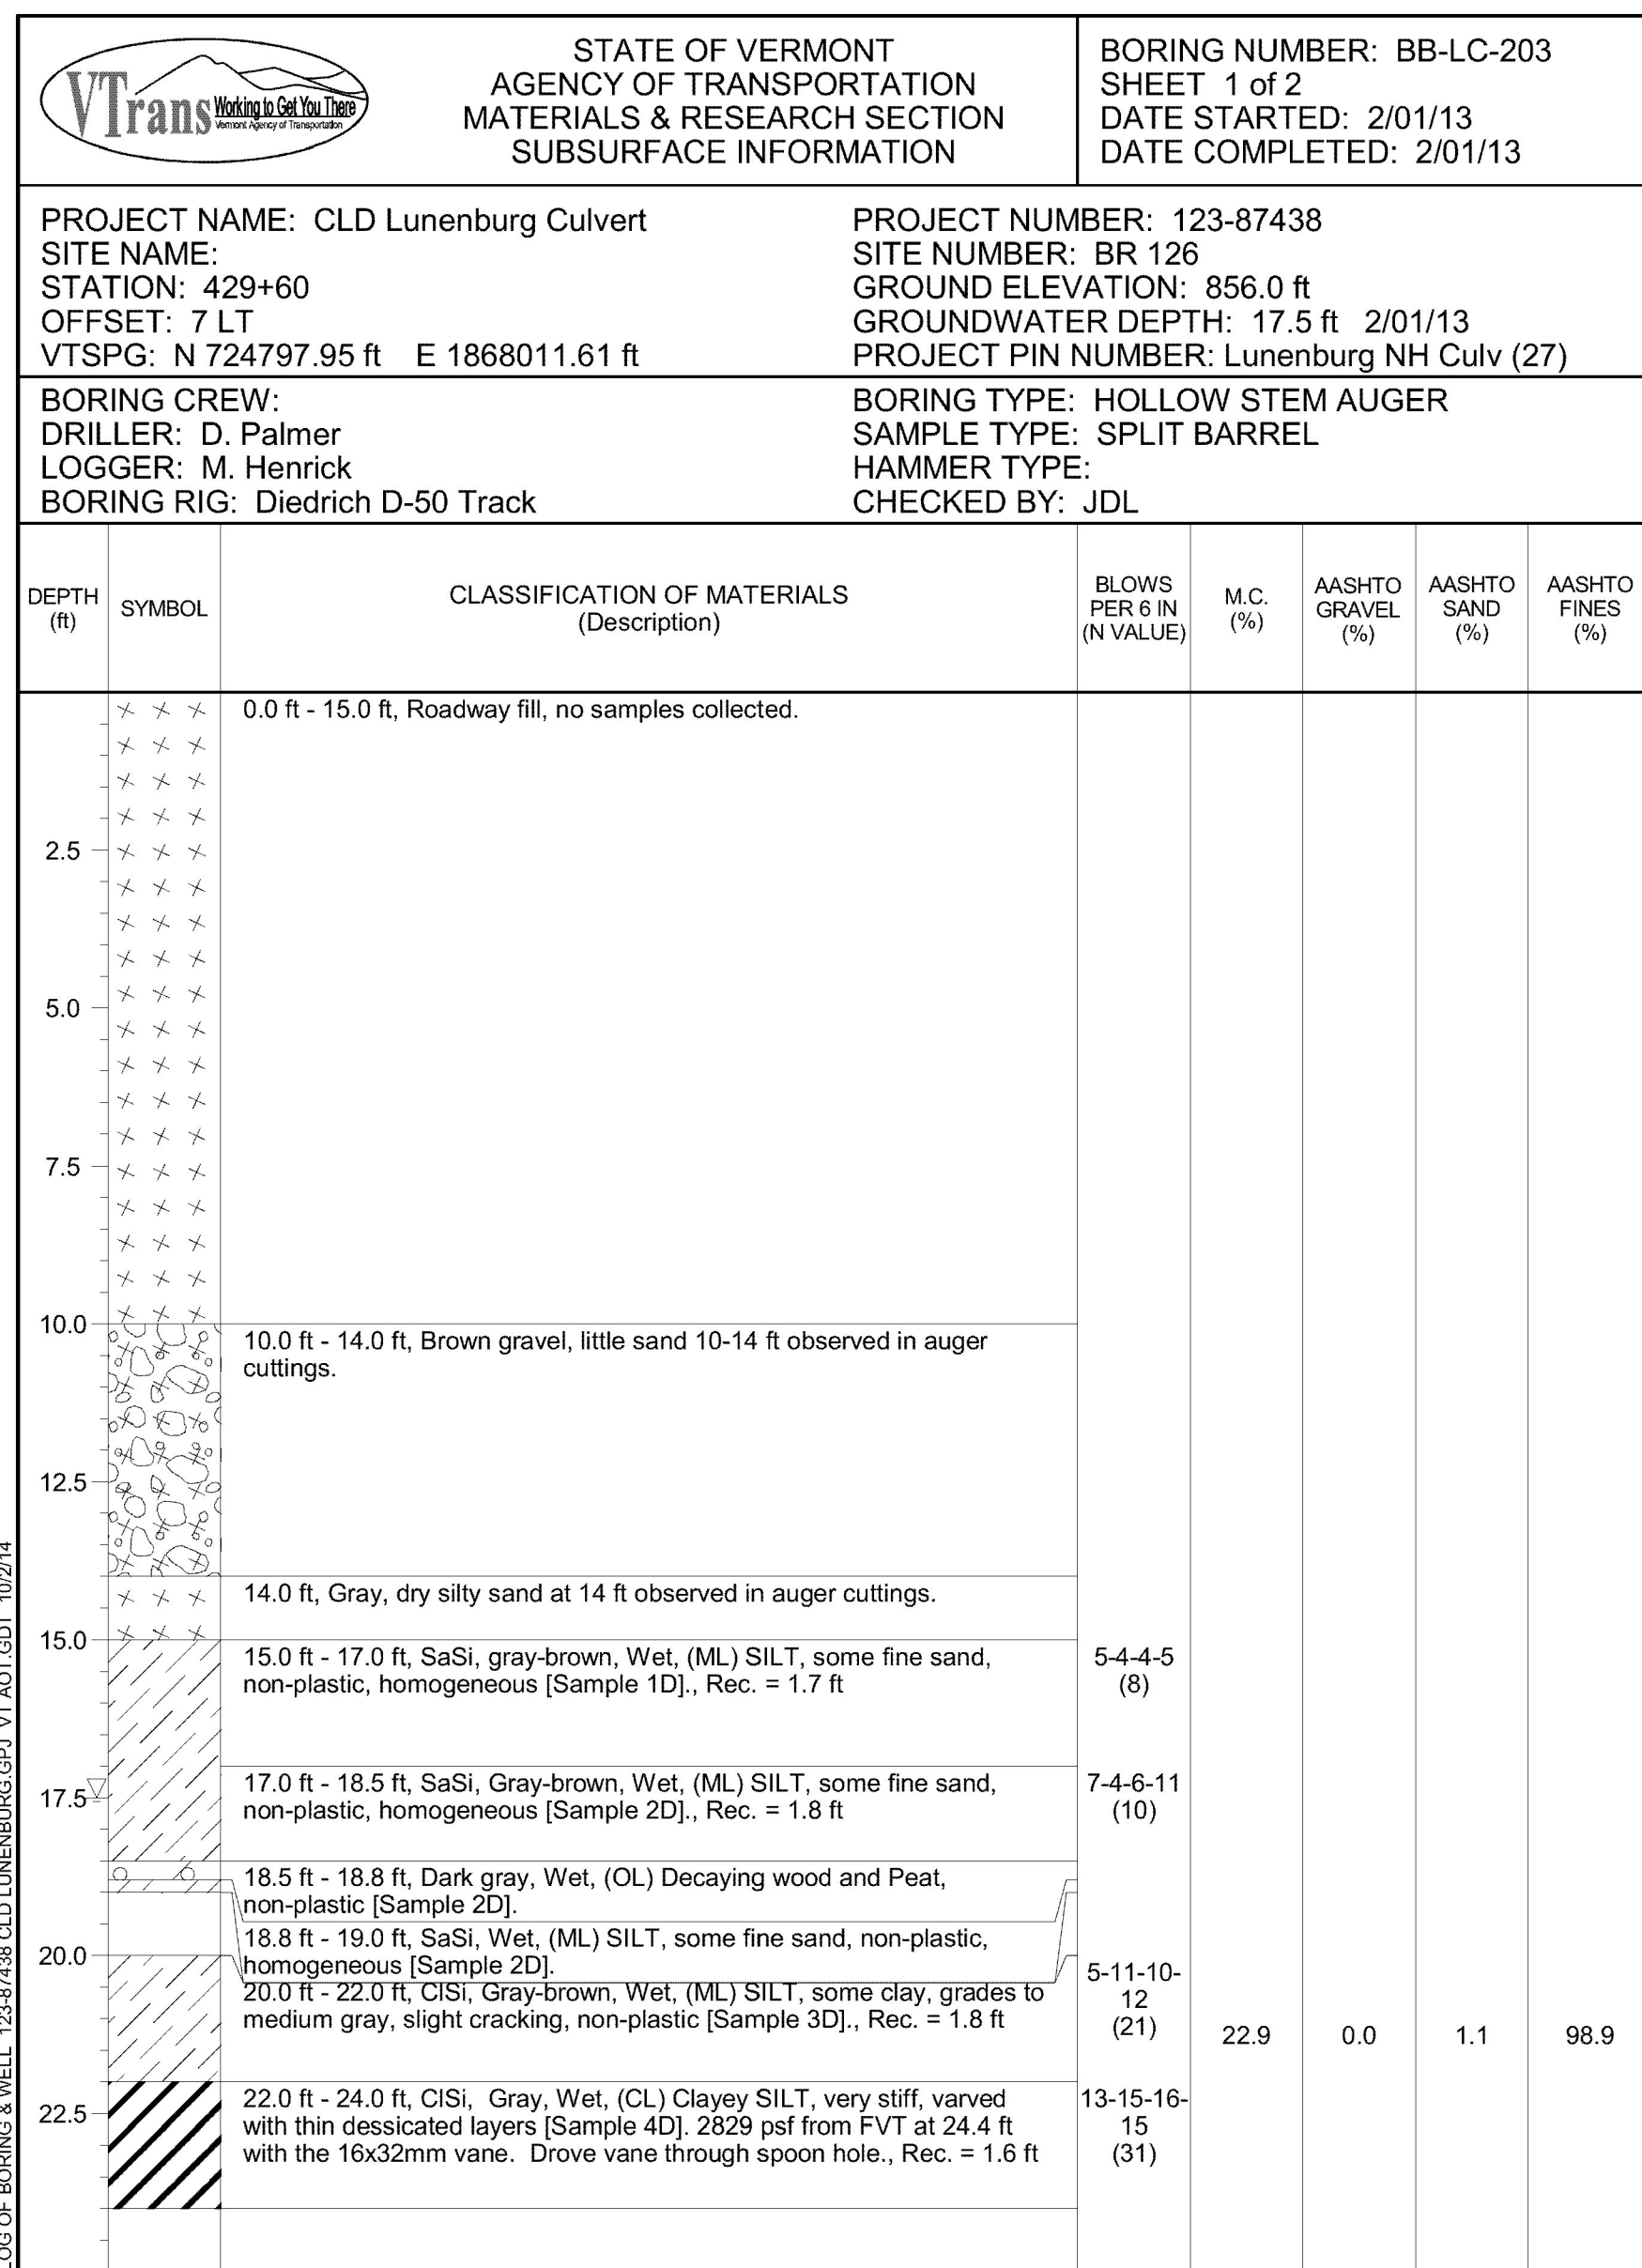 VTrans Working to Get You There
Vermont Agency of Transportation
STATE OF VERMONT
AGENCY OF TRANSPORTATION
MATERIALS & RESEARCH SECTION
SUBSURFACE INFORMATION
BORING NUMBER: BB-LC-203
SHEET 1 of 2
DATE STARTED: 2/01/13
DATE COMPLETED: 2/01/13
PROJECT NAME: CLD Lunenburg Culvert
SITE NAME:
STATION: 429+60
OFFSET: 7 LT
VTSPG: N 724797.95 ft E 1868011.61 ft
PROJECT NUMBER: 123-87438
SITE NUMBER: BR 126
GROUND ELEVATION: 856.0 ft
GROUNDWATER DEPTH: 17.5 ft 2/01/13
PROJECT PIN NUMBER: Lunenburg NH Culv (27)
BORING CREW:
DRILLER: D. Palmer
LOGGER: M. Henrick
BORING RIG: Diedrich D-50 Track
BORING TYPE: HOLLOW STEM AUGER
SAMPLE TYPE: SPLIT BARREL
HAMMER TYPE:
CHECKED BY: JDL
DEPTH
(ft)
SYMBOL
CLASSIFICATION OF MATERIALS
(Description)
BLOWS
PER 6 IN
(N VALUE)
M.C.
(%)
AASHTO
GRAVEL
(%)
AASHTO
SAND
(%)
AASHTO
FINES
(%)
0.0 ft - 15.0 ft, Roadway fill, no samples collected.
2.5
5.0
7.5
10.0
10.0 ft - 14.0 ft, Brown gravel, little sand 10-14 ft observed in auger
cuttings.
12.5
14.0 ft, Gray, dry silty sand at 14 ft observed in auger cuttings.
15.0
15.0 ft - 17.0 ft, SaSi, gray-brown, Wet, (ML) SILT, some fine sand,
non-plastic, homogeneous [Sample 1D]., Rec. = 1.7 ft
5-4-4-5
(8)
17.5
17.0 ft - 18.5 ft, SaSi, Gray-brown, Wet, (ML) SILT, some fine sand,
non-plastic, homogeneous [Sample 2D]., Rec. = 1.8 ft
7-4-6-11
(10)
18.5 ft - 18.8 ft, Dark gray, Wet, (OL) Decaying wood and Peat,
non-plastic [Sample 2D].
18.8 ft - 19.0 ft, SaSi, Wet, (ML) SILT, some fine sand, non-plastic,
homogeneous [Sample 2D].
20.0
20.0 ft - 22.0 ft, ClSi, Gray-brown, Wet, (ML) SILT, some clay, grades to
medium gray, slight cracking, non-plastic [Sample 3D]., Rec. = 1.8 ft
5-11-10-
12
(21)
22.9
0.0
1.1
98.9
22.5
22.0 ft - 24.0 ft, ClSi, Gray, Wet, (CL) Clayey SILT, very stiff, varved
with thin dessicated layers [Sample 4D]. 2829 psf from FVT at 24.4 ft
with the 16x32mm vane. Drove vane through spoon hole., Rec. = 1.6 ft
13-15-16-
15
(31)
LOG OF BORING & WELL 123-87438 CLD LUNENBURG.GPJ VT AOT.GDT 10/2/14